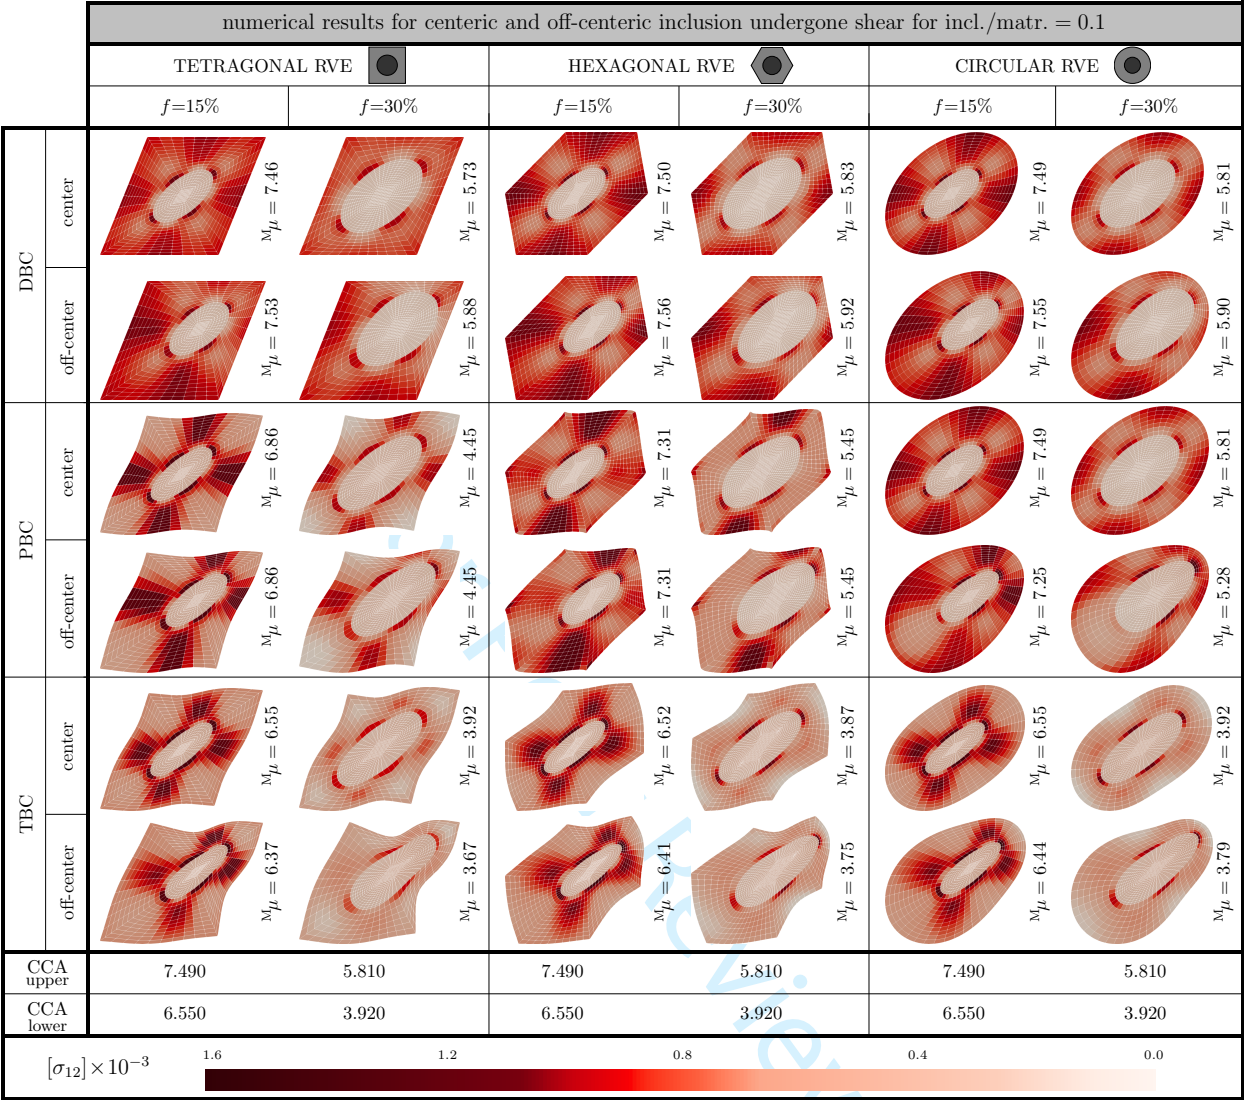 numerical results for centeric and off-centeric inclusion undergone shear for incl./matr. = 0.1
TETRAGONAL RVE HEXAGONAL RVE CIRCULAR RVE
f=15% f=30% f=15% f=30% f=15% f=30%
DBC
center
ᴹμ = 7.46 ᴹμ = 5.73 ᴹμ = 7.50 ᴹμ = 5.83 ᴹμ = 7.49 ᴹμ = 5.81
off-center
ᴹμ = 7.53 ᴹμ = 5.88 ᴹμ = 7.56 ᴹμ = 5.92 ᴹμ = 7.55 ᴹμ = 5.90
PBC
center
ᴹμ = 6.86 ᴹμ = 4.45 ᴹμ = 7.31 ᴹμ = 5.45 ᴹμ = 7.49 ᴹμ = 5.81
off-center
ᴹμ = 6.86 ᴹμ = 4.45 ᴹμ = 7.31 ᴹμ = 5.45 ᴹμ = 7.25 ᴹμ = 5.28
TBC
center
ᴹμ = 6.55 ᴹμ = 3.92 ᴹμ = 6.52 ᴹμ = 3.87 ᴹμ = 6.55 ᴹμ = 3.92
off-center
ᴹμ = 6.37 ᴹμ = 3.67 ᴹμ = 6.41 ᴹμ = 3.75 ᴹμ = 6.44 ᴹμ = 3.79
CCA upper 7.490 5.810 7.490 5.810 7.490 5.810
CCA lower 6.550 3.920 6.550 3.920 6.550 3.920
[σ₁₂]×10⁻³
1.6 1.2 0.8 0.4 0.0